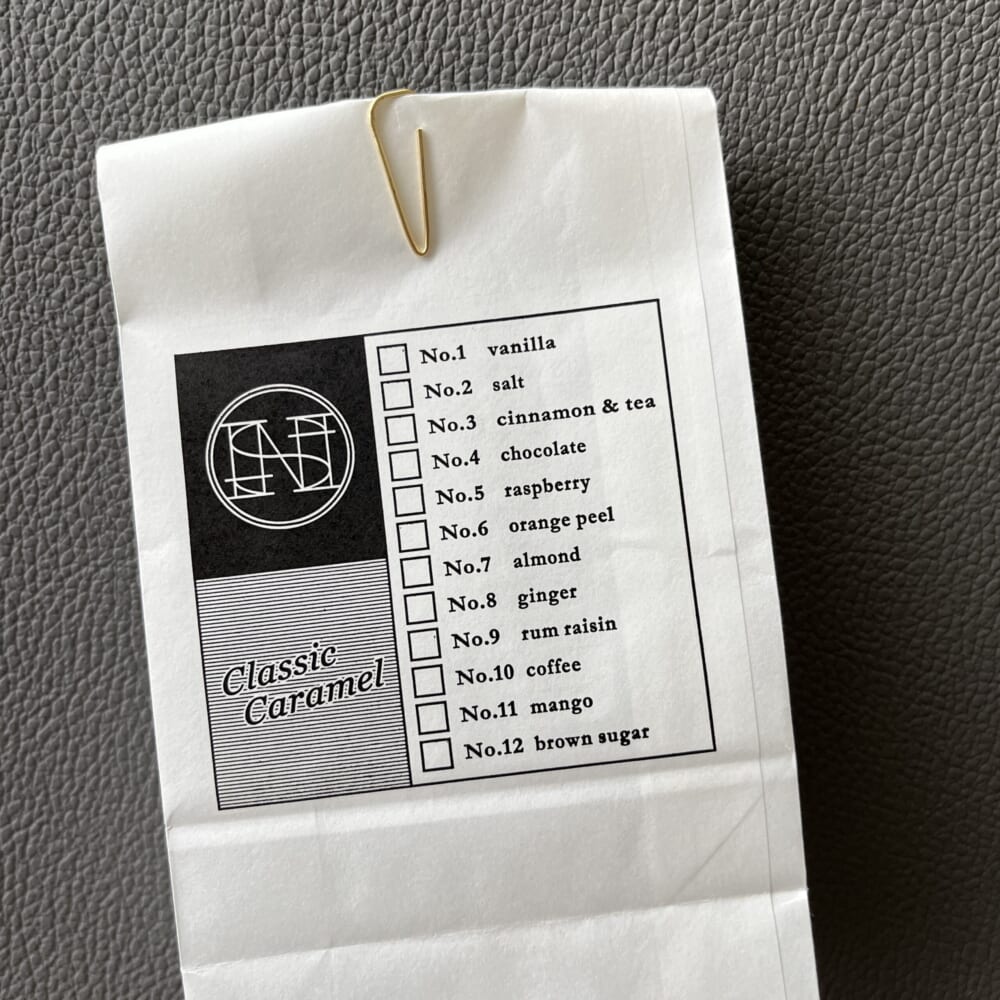 Classic
Caramel
No.1 vanilla
No.2 salt
No.3 cinnamon & tea
No.4 chocolate
No.5 raspberry
No.6 orange peel
No.7 almond
No.8 ginger
No.9 rum raisin
No.10 coffee
No.11 mango
No.12 brown sugar